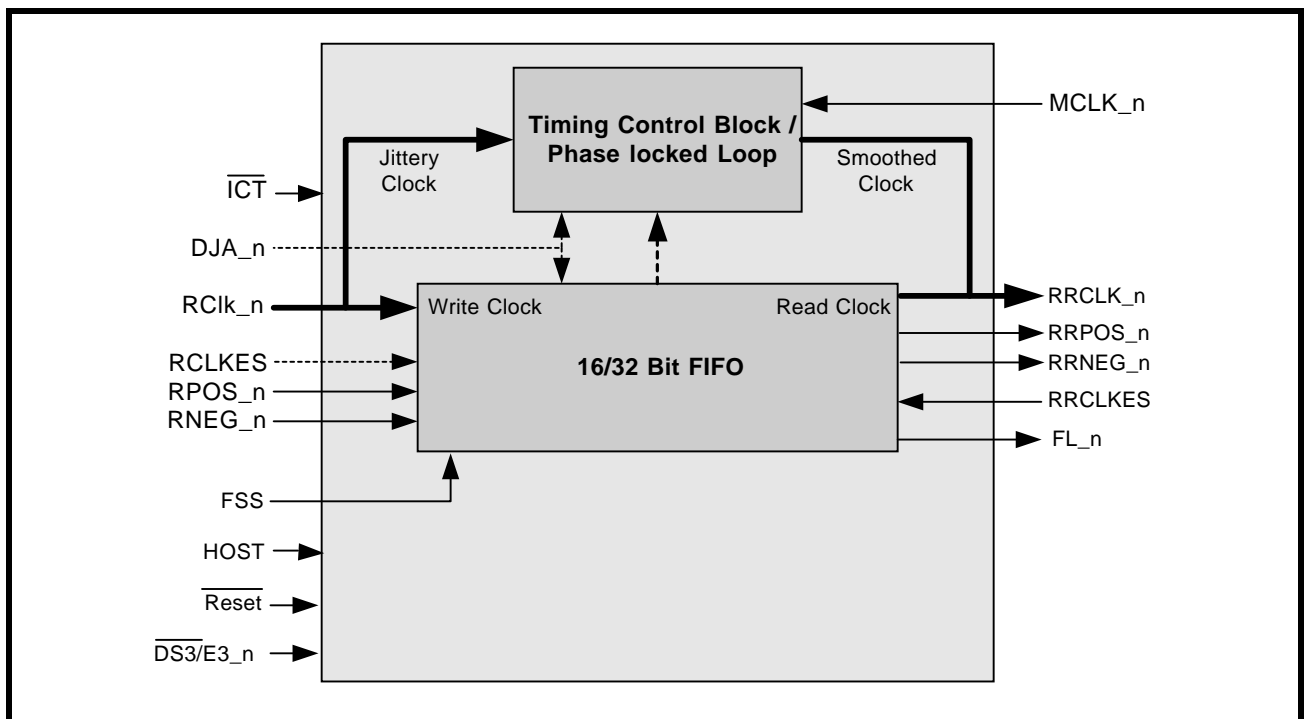 Timing Control Block /
Phase locked Loop
MCLK_n
Jittery
Clock
Smoothed
Clock
ICT
DJA_n
RClk_n
Write Clock
Read Clock
RRCLK_n
RRPOS_n
RCLKES
16/32 Bit FIFO
RRNEG_n
RPOS_n
RRCLKES
RNEG_n
FL_n
FSS
HOST
Reset
DS3/E3_n